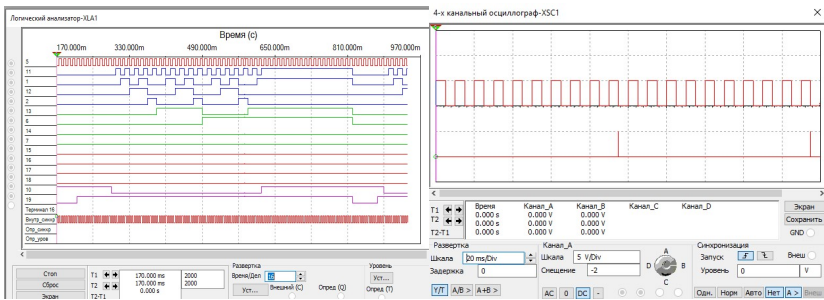 Логический анализатор-XLA1
Время (с)
170.000m 330.000m 490.000m 650.000m 810.000m 970.000m
5
11
1
12
2
13
6
14
7
15
16
17
18
10
19
Терминал 16
Внутр_синхр
Опр_синхр
Опр_уров
Стоп
Сброс
Экран
T1 170.000 ms 2000
T2 170.000 ms 2000
T2-T1 0.000 s
Развертка
Время/Дел 16
Уст... Внешний (C) Опред (Q)
Уровень
Уст...
Опред (T)
4-х канальный осциллограф-XSC1
Время Канал_A Канал_B Канал_C Канал_D
T1 0.000 s 0.000 V 0.000 V
T2 0.000 s 0.000 V 0.000 V
T2-T1 0.000 s 0.000 V 0.000 V
Экран
Сохранить
GND
Развертка
Шкала 20 ms/Div
Задержка 0
Y/T A/B > A+B >
Канал_A
Шкала 5 V/Div
Смещение -2
AC 0 DC -
A
B
C
D
Синхронизация
Запуск Внеш
Уровень 0 V
Одн. Норм Авто Нет A > Внеш